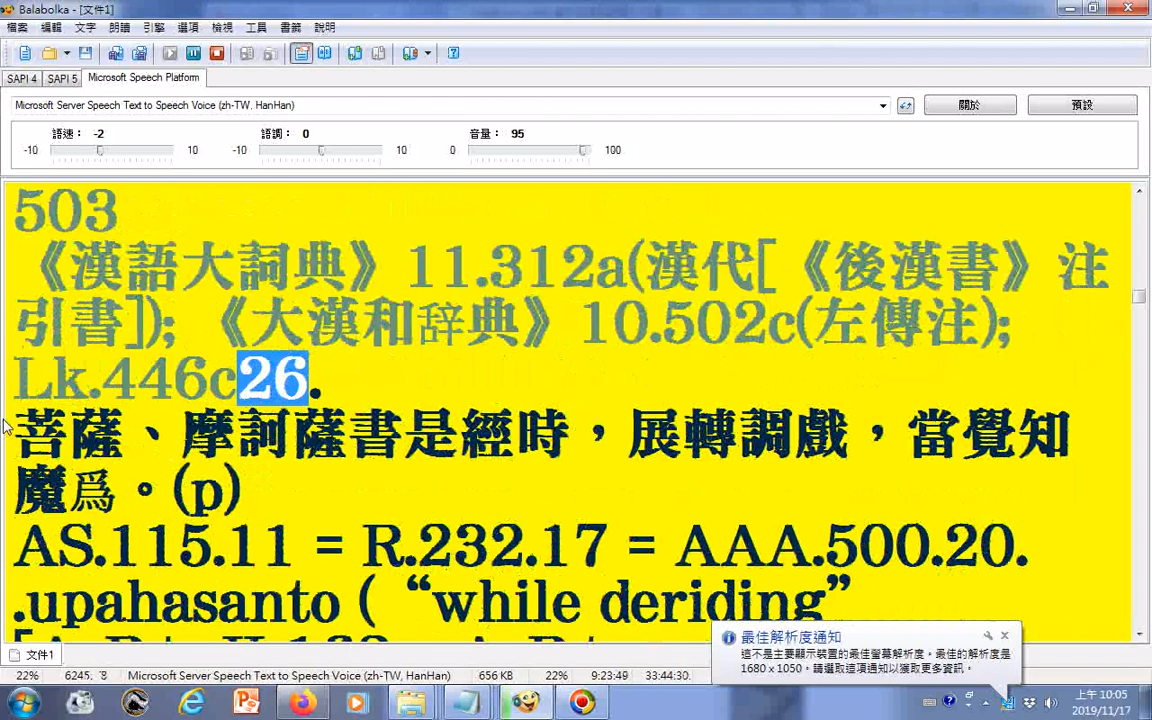 Balabolka - [文件1]
檔案 編輯 文字 朗讀 引擎 選項 檢視 工具 書籤 說明
SAPI 4 SAPI 5 Microsoft Speech Platform
Microsoft Server Speech Text to Speech Voice (zh-TW, HanHan)
關於 預設
語速： -2 語調： 0 音量： 95
-10 10 -10 10 0 100
503
《漢語大詞典》11.312a(漢代[《後漢書》注
引書]); 《大漢和辞典》10.502c(左傳注);
Lk.446c26.
菩薩、摩訶薩書是經時，展轉調戲，當覺知
魔爲。(p)
AS.115.11 = R.232.17 = AAA.500.20.
.upahasanto (“while deriding”
最佳解析度通知
這不是主要顯示裝置的最佳螢幕解析度。最佳的解析度是
1680 x 1050。請選取這項通知以獲取更多資訊。
文件1
22% Microsoft Server Speech Text to Speech Voice (zh-TW, HanHan) 656 KB 22% 9:23:49 33:44:30.
上午 10:05
2019/11/17